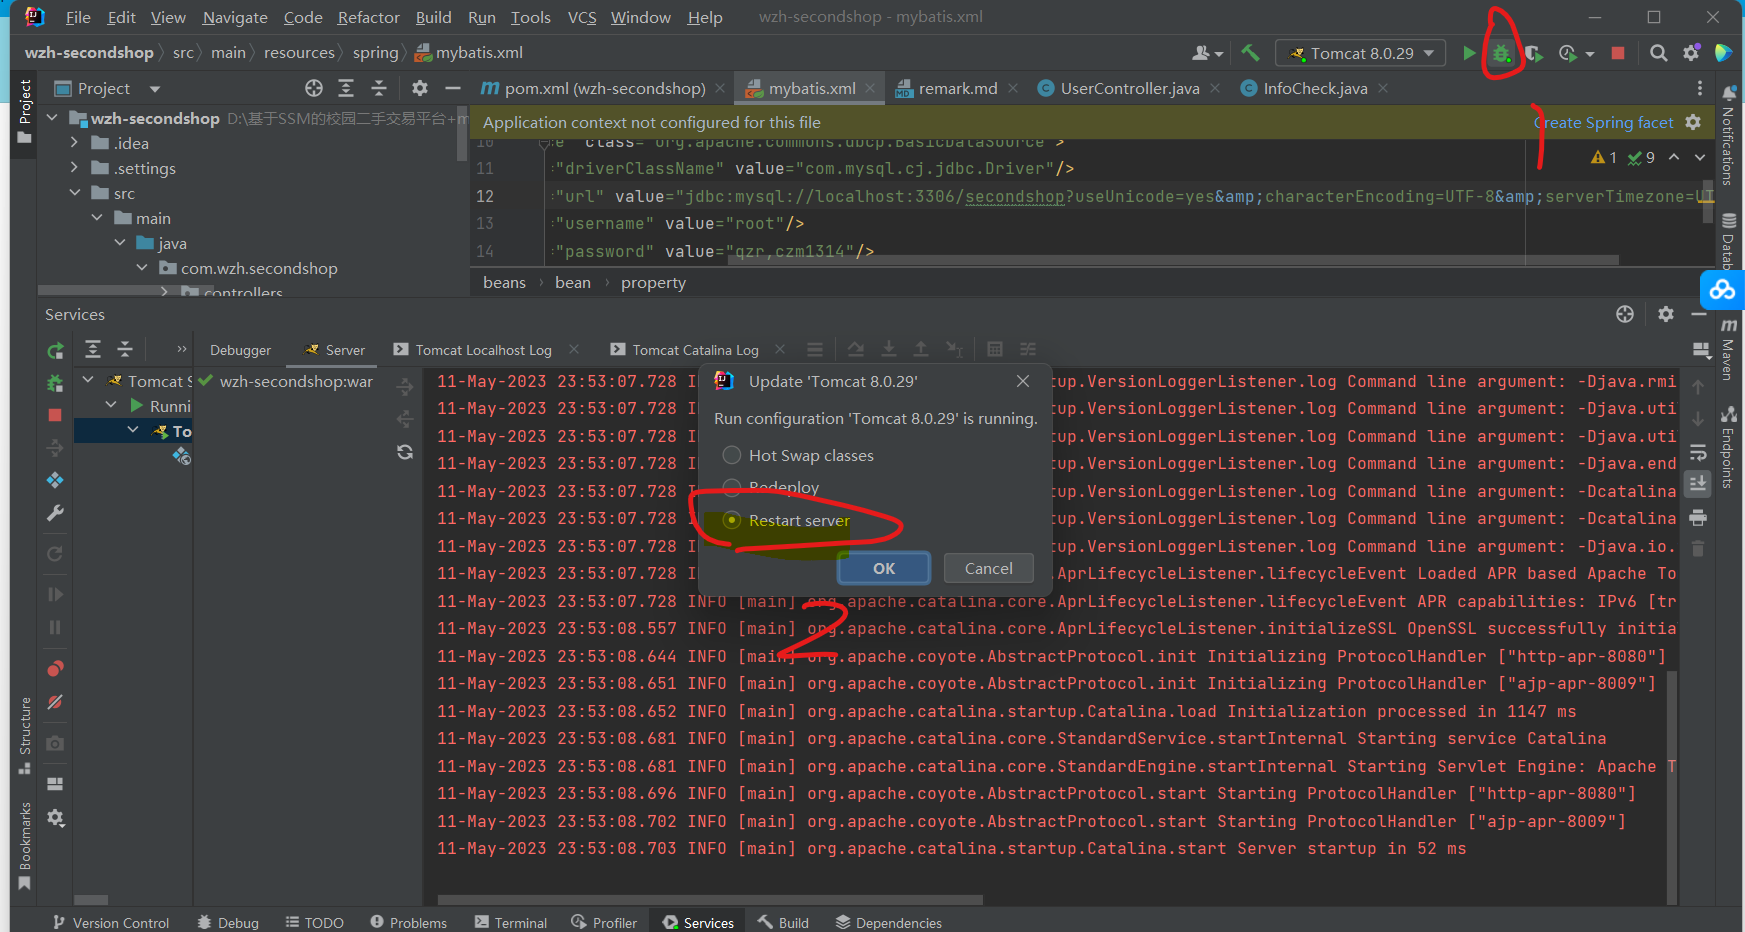 File Edit View Navigate Code Refactor Build Run Tools VCS Window Help wzh-secondshop - mybatis.xml
wzh-secondshop src main resources spring mybatis.xml Tomcat 8.0.29
Project
Project pom.xml (wzh-secondshop) mybatis.xml remark.md UserController.java InfoCheck.java
wzh-secondshop D:\基于SSM的校园二手交易平台+m
Application context not configured for this file Create Spring facet
Notifications
.idea
10 class="org.apache.commons.dbcp.BasicDataSource">
1 9
.settings
11 ="driverClassName" value="com.mysql.cj.jdbc.Driver"/>
src
12 ="url" value="jdbc:mysql://localhost:3306/secondshop?useUnicode=yes&amp;characterEncoding=UTF-8&amp;serverTimezone=UT
main
13 ="username" value="root"/>
java
14 ="password" value="qzr,czm1314"/>
com.wzh.secondshop
controllers
beans bean property
Services
Maven
Endpoints
Debugger Server Tomcat Localhost Log Tomcat Catalina Log
Tomcat S wzh-secondshop:war
Runni
To
11-May-2023 23:53:07.728 I up.VersionLoggerListener.log Command line argument: -Djava.rmi
11-May-2023 23:53:07.728 I up.VersionLoggerListener.log Command line argument: -Djava.uti
11-May-2023 23:53:07.728 I up.VersionLoggerListener.log Command line argument: -Djava.uti
11-May-2023 23:53:07.728 I up.VersionLoggerListener.log Command line argument: -Djava.end
11-May-2023 23:53:07.728 I up.VersionLoggerListener.log Command line argument: -Dcatalina
11-May-2023 23:53:07.728 I up.VersionLoggerListener.log Command line argument: -Dcatalina
11-May-2023 23:53:07.728 I up.VersionLoggerListener.log Command line argument: -Djava.io.
11-May-2023 23:53:07.728 I AprLifecycleListener.lifecycleEvent Loaded APR based Apache To
11-May-2023 23:53:07.728 INFO [main] org.apache.catalina.core.AprLifecycleListener.lifecycleEvent APR capabilities: IPv6 [tr
11-May-2023 23:53:08.557 INFO [main] org.apache.catalina.core.AprLifecycleListener.initializeSSL OpenSSL successfully initia
11-May-2023 23:53:08.644 INFO [main] org.apache.coyote.AbstractProtocol.init Initializing ProtocolHandler ["http-apr-8080"]
11-May-2023 23:53:08.651 INFO [main] org.apache.coyote.AbstractProtocol.init Initializing ProtocolHandler ["ajp-apr-8009"]
11-May-2023 23:53:08.652 INFO [main] org.apache.catalina.startup.Catalina.load Initialization processed in 1147 ms
11-May-2023 23:53:08.681 INFO [main] org.apache.catalina.core.StandardService.startInternal Starting service Catalina
11-May-2023 23:53:08.681 INFO [main] org.apache.catalina.core.StandardEngine.startInternal Starting Servlet Engine: Apache T
11-May-2023 23:53:08.696 INFO [main] org.apache.coyote.AbstractProtocol.start Starting ProtocolHandler ["http-apr-8080"]
11-May-2023 23:53:08.702 INFO [main] org.apache.coyote.AbstractProtocol.start Starting ProtocolHandler ["ajp-apr-8009"]
11-May-2023 23:53:08.703 INFO [main] org.apache.catalina.startup.Catalina.start Server startup in 52 ms
Update 'Tomcat 8.0.29'
Run configuration 'Tomcat 8.0.29' is running.
Hot Swap classes
Redeploy
Restart server
OK Cancel
2
Structure
Bookmarks
Version Control Debug TODO Problems Terminal Profiler Services Build Dependencies